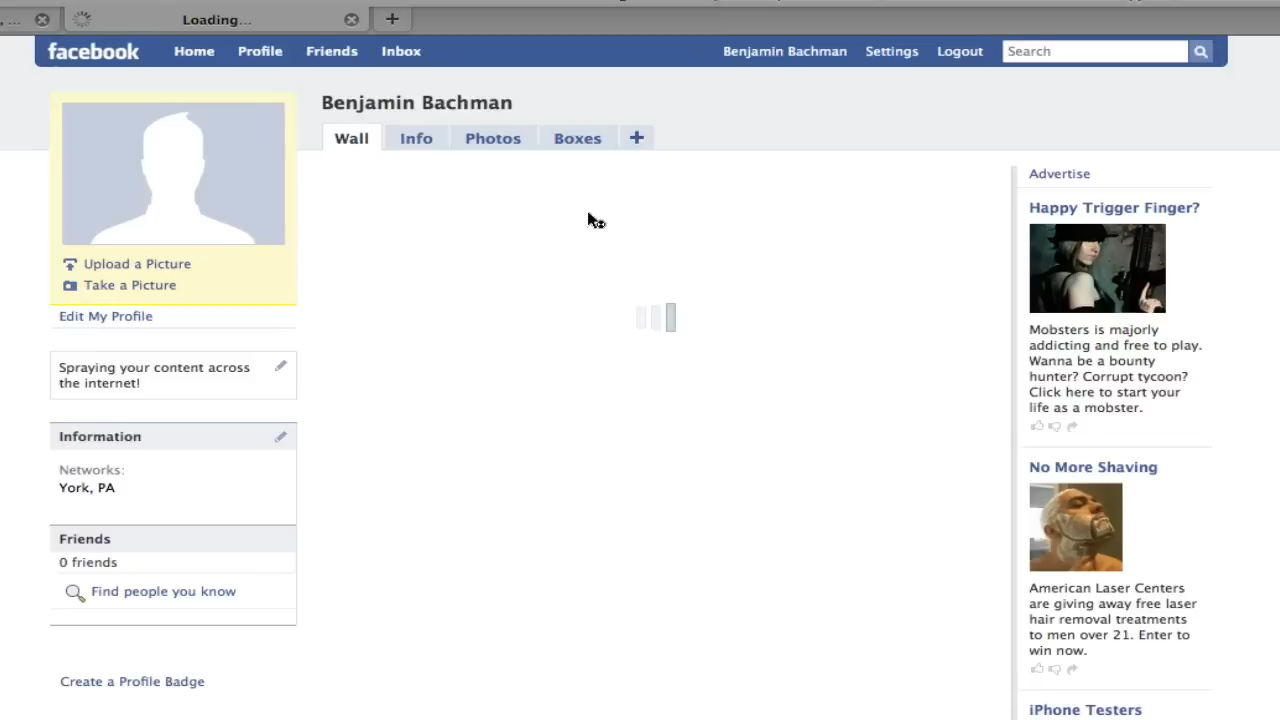 , ...
Loading...
facebook
Home Profile Friends Inbox
Benjamin Bachman Settings Logout
Search
Benjamin Bachman
Wall Info Photos Boxes +
Upload a Picture
Take a Picture
Edit My Profile
Spraying your content across
the internet!
Information
Networks:
York, PA
Friends
0 friends
Find people you know
Create a Profile Badge
Advertise
Happy Trigger Finger?
Mobsters is majorly
addicting and free to play.
Wanna be a bounty
hunter? Corrupt tycoon?
Click here to start your
life as a mobster.
No More Shaving
American Laser Centers
are giving away free laser
hair removal treatments
to men over 21. Enter to
win now.
iPhone Testers